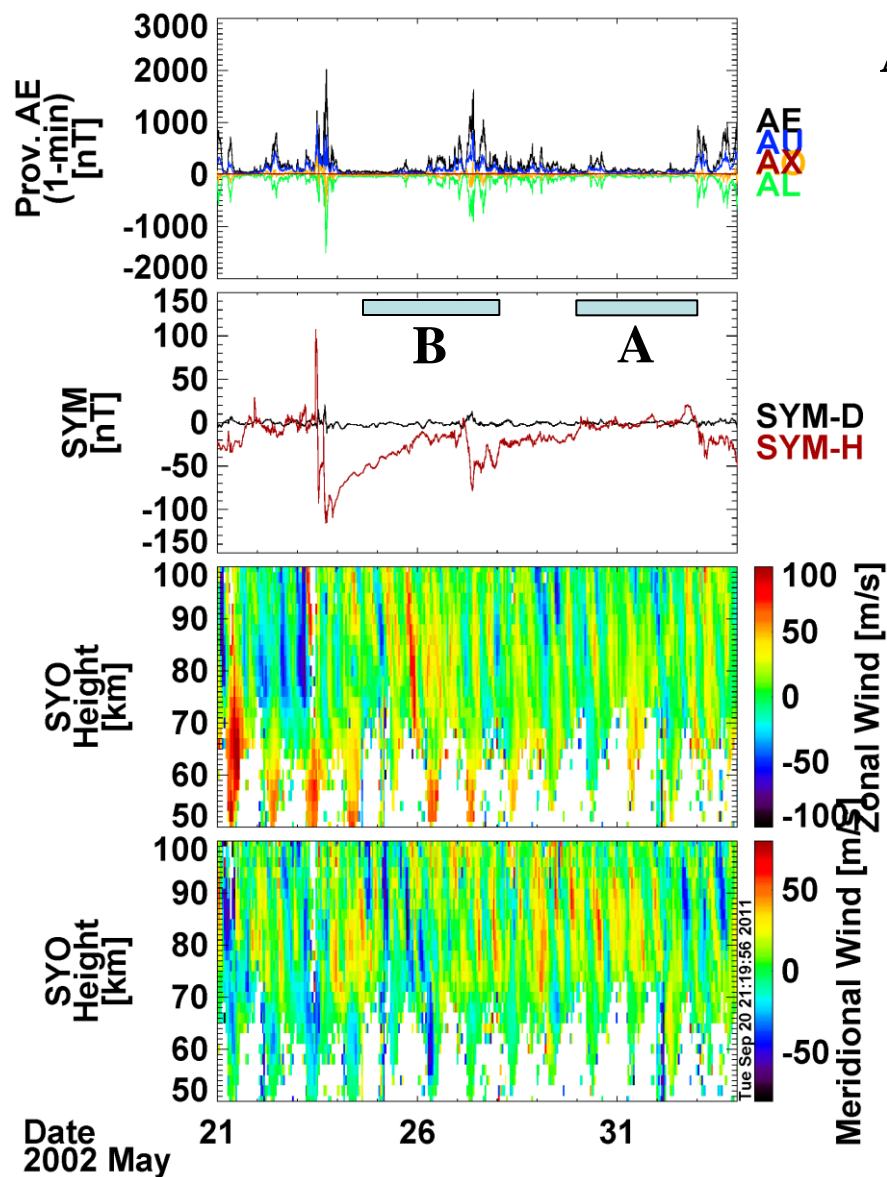 3000
2000
1000
0
-1000
-2000
Prov. AE
(1-min)
[nT]
AE
AU
AX
AL
A
150
100
50
0
-50
-100
-150
SYM
[nT]
B
A
SYM-D
SYM-H
100
90
80
70
60
50
SYO
Height
[km]
100
50
0
-50
-100
Zonal Wind [m/s]
100
90
80
70
60
50
SYO
Height
[km]
50
0
-50
Meridional Wind [m/s]
Tue Sep 20 21:19:56 2011
Date
2002 May
21
26
31